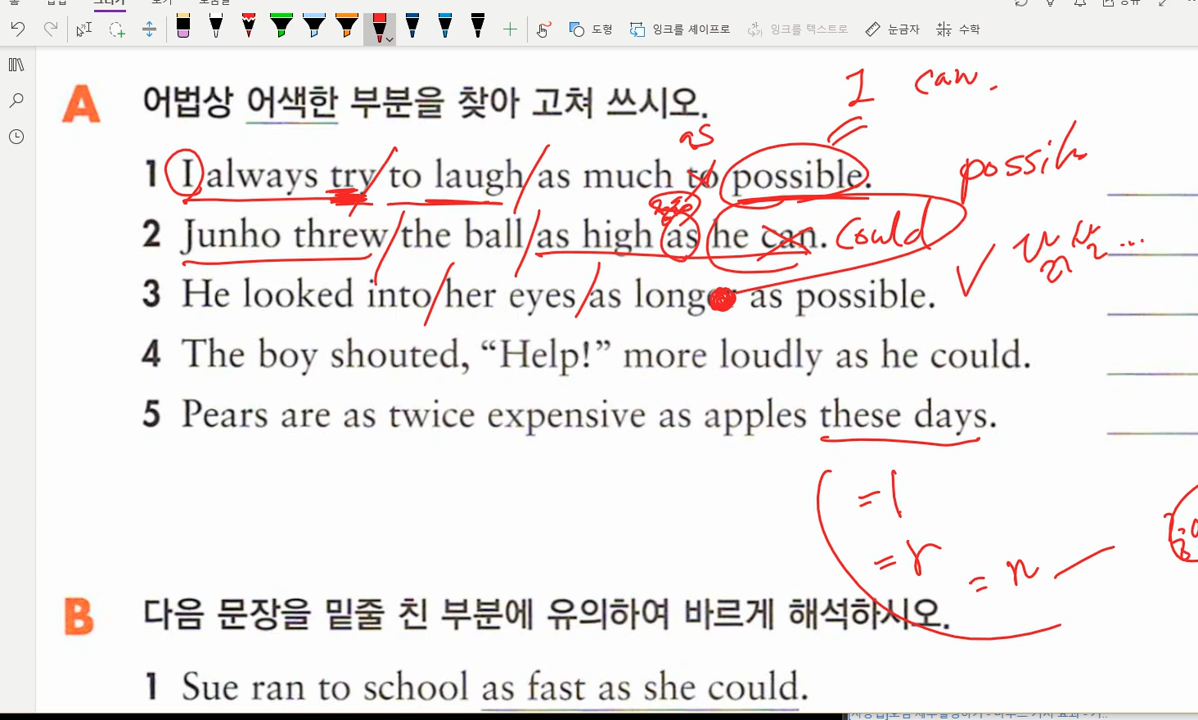 도형
잉크를 셰이프로
잉크를 텍스트로
눈금자
수학
A 어법상 어색한 부분을 찾아 고쳐 쓰시오.
I can.
as
1 I always try to laugh as much to possible.
2 Junho threw the ball as high as he can. could
3 He looked into her eyes as longer as possible.
4 The boy shouted, “Help!” more loudly as he could.
5 Pears are as twice expensive as apples these days.
B 다음 문장을 밑줄 친 부분에 유의하여 바르게 해석하시오.
1 Sue ran to school as fast as she could.